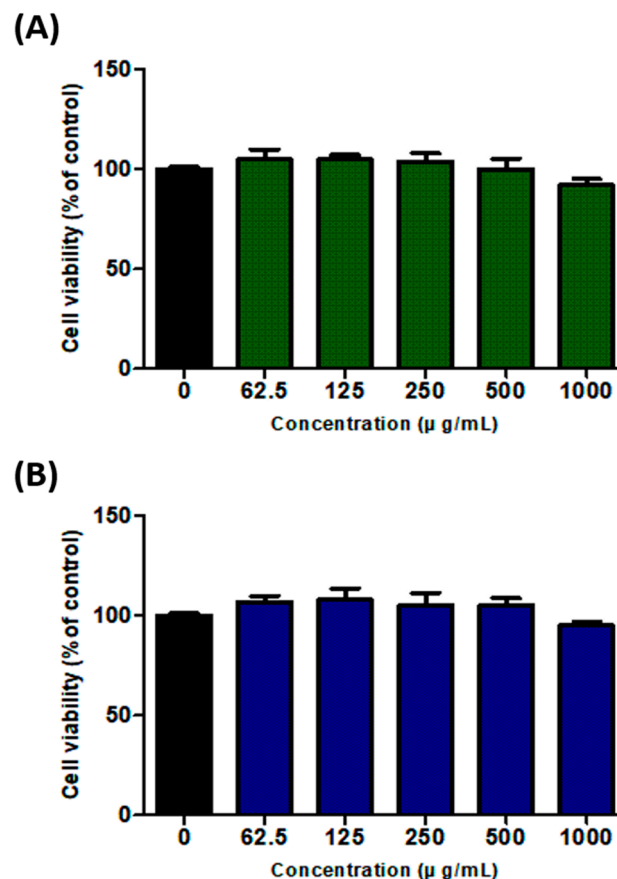 (A)
Cell viability (% of control)
150
100
50
0
0 62.5 125 250 500 1000
Concentration (µ g/mL)
(B)
Cell viability (% of control)
150
100
50
0
0 62.5 125 250 500 1000
Concentration (µ g/mL)